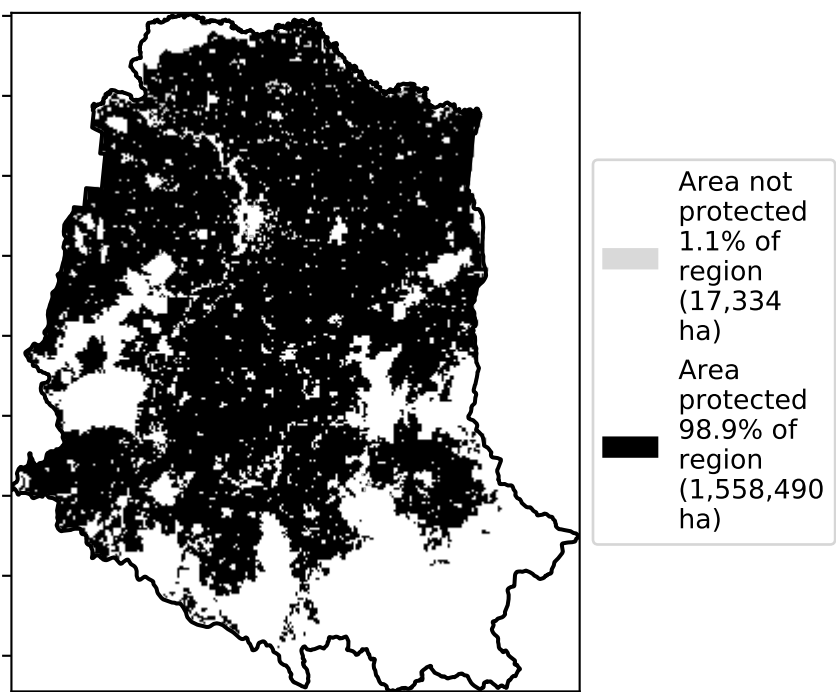 Area not
protected
1.1% of
region
(17,334
ha)
Area
protected
98.9% of
region
(1,558,490
ha)